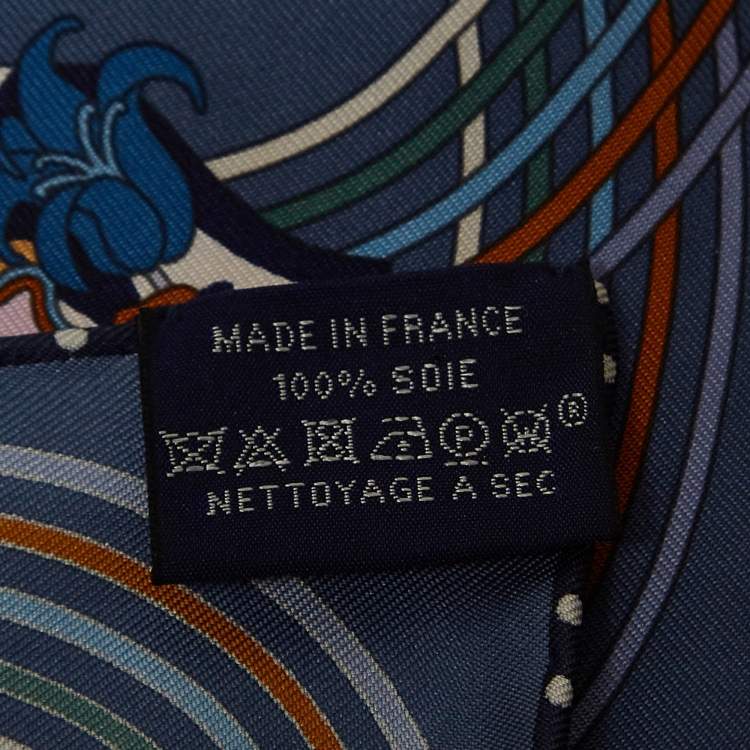 MADE IN FRANCE
100% SOIE
P W ®
NETTOYAGE A SEC